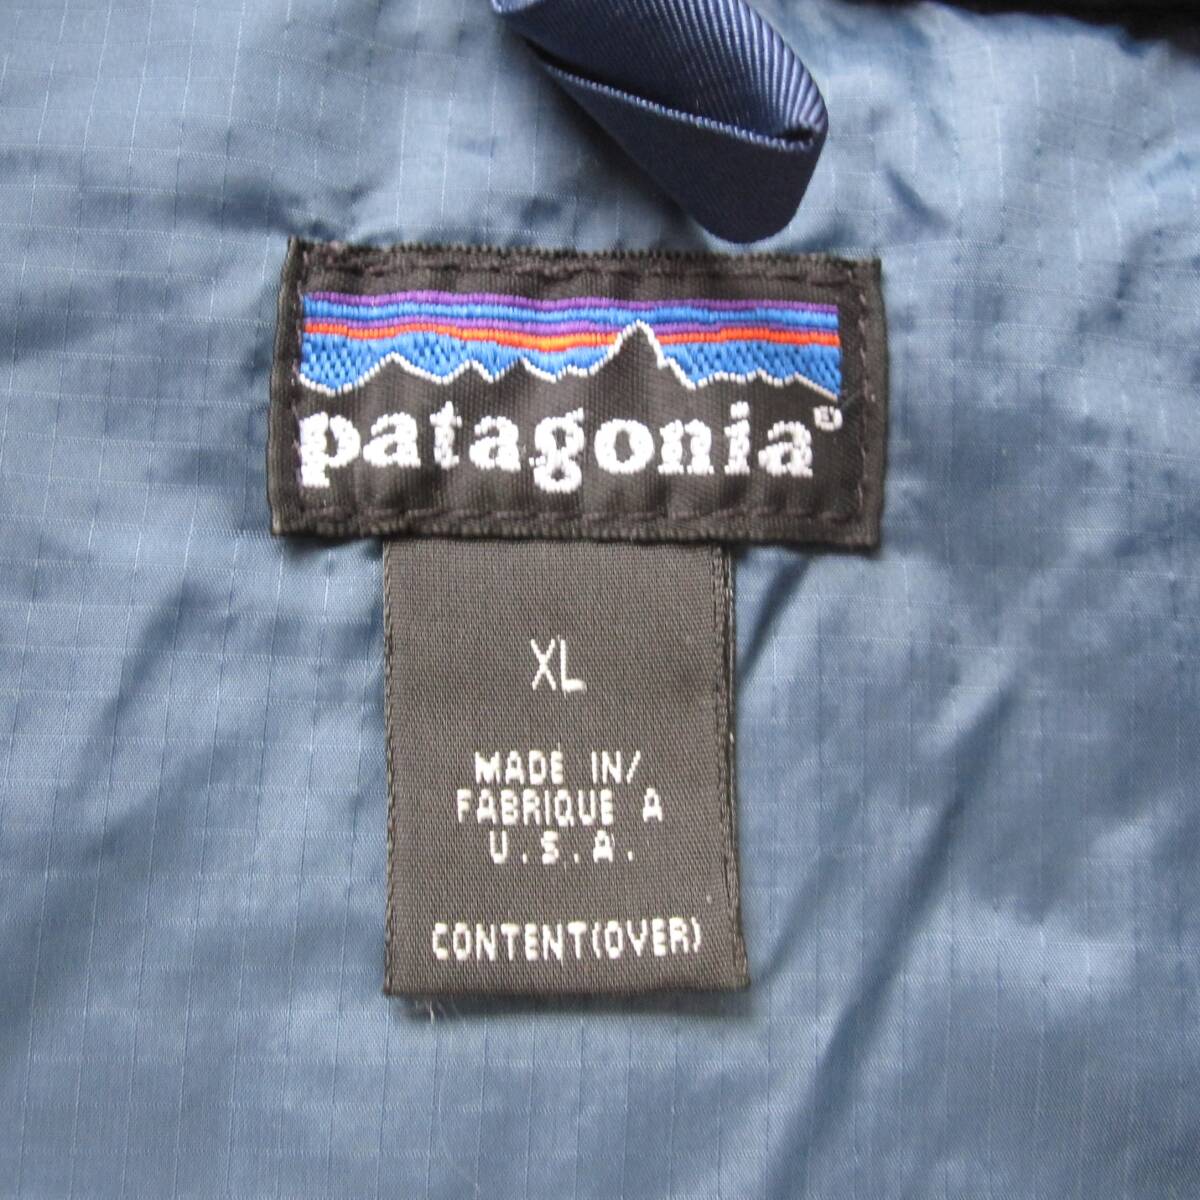 patagonia®
XL
MADE IN/
FABRIQUE A
U.S.A.
CONTENT(OVER)